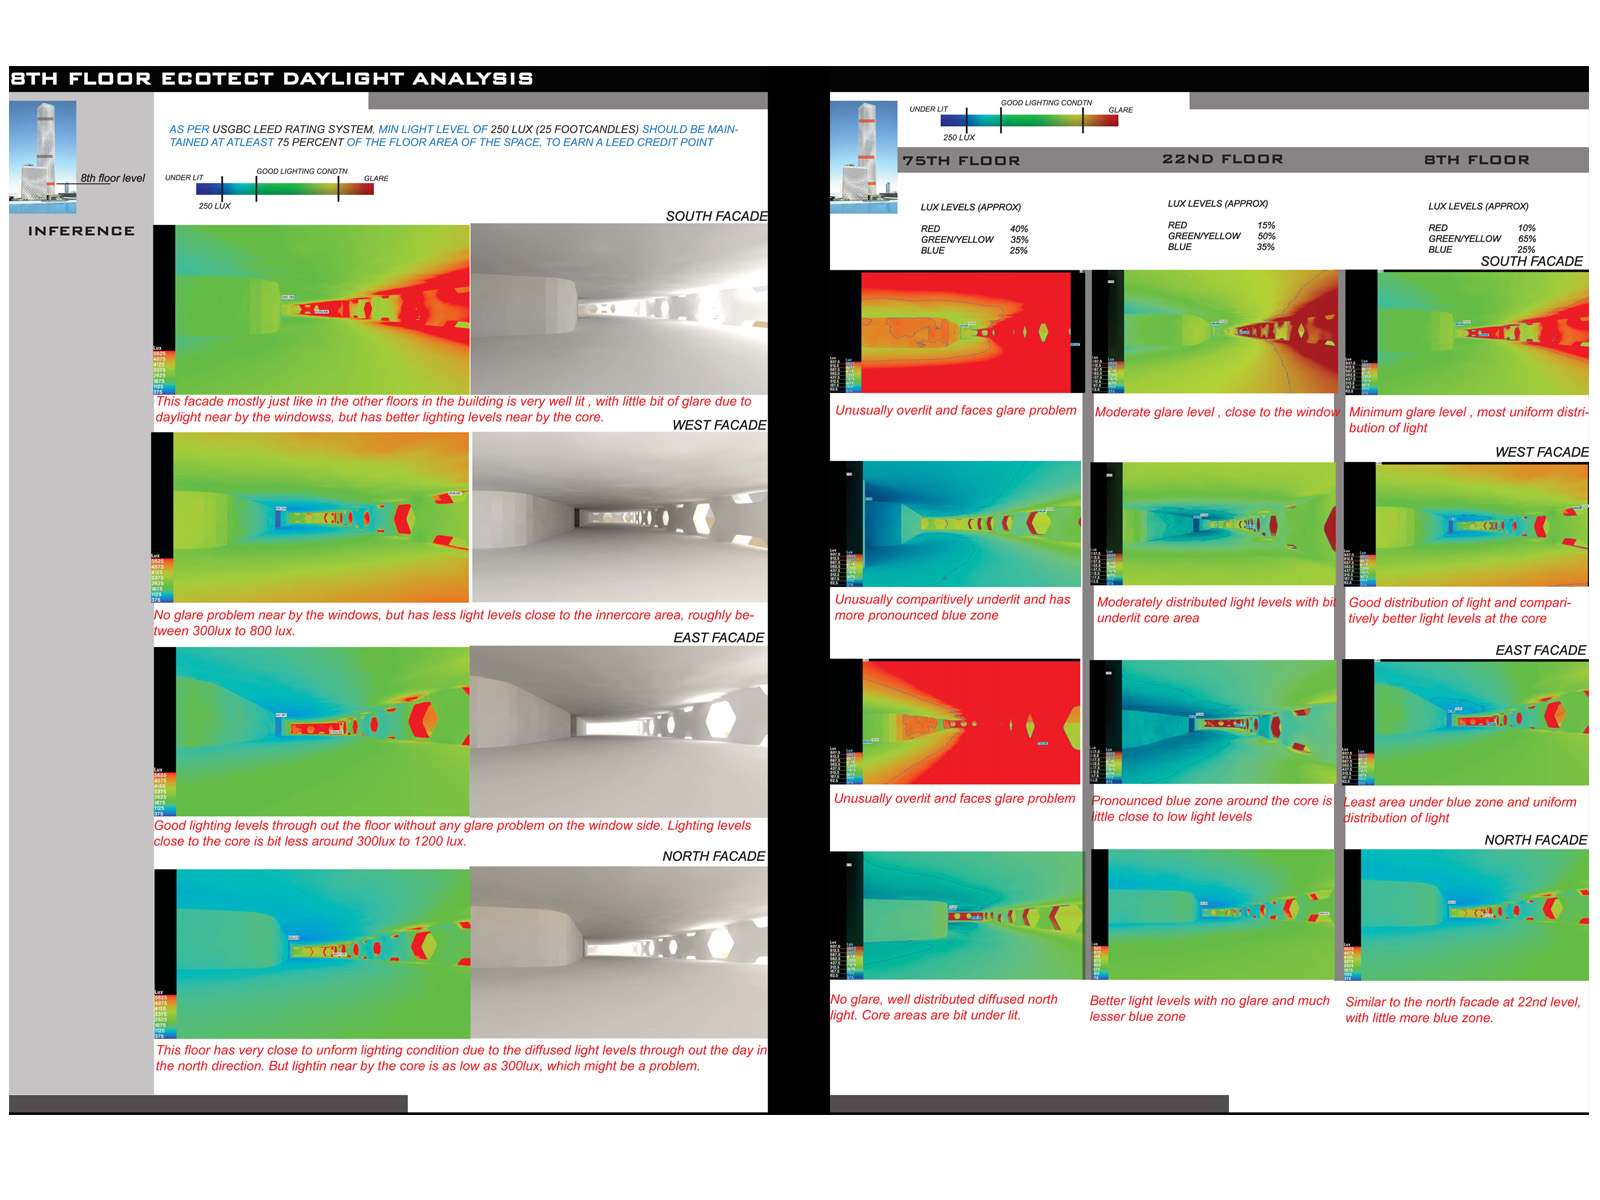 8TH FLOOR ECOTECT DAYLIGHT ANALYSIS
8th floor level
INFERENCE
AS PER USGBC LEED RATING SYSTEM, MIN LIGHT LEVEL OF 250 LUX (25 FOOTCANDLES) SHOULD BE MAIN-
TAINED AT ATLEAST 75 PERCENT OF THE FLOOR AREA OF THE SPACE, TO EARN A LEED CREDIT POINT
UNDER LIT
GOOD LIGHTING CONDTN
GLARE
250 LUX
SOUTH FACADE
This facade mostly just like in the other floors in the building is very well lit , with little bit of glare due to
daylight near by the windowss, but has better lighting levels near by the core.
WEST FACADE
No glare problem near by the windows, but has less light levels close to the innercore area, roughly be-
tween 300lux to 800 lux.
EAST FACADE
Good lighting levels through out the floor without any glare problem on the window side. Lighting levels
close to the core is bit less around 300lux to 1200 lux.
NORTH FACADE
This floor has very close to unform lighting condition due to the diffused light levels through out the day in
the north direction. But lightin near by the core is as low as 300lux, which might be a problem.
UNDER LIT
GOOD LIGHTING CONDTN
GLARE
250 LUX
75TH FLOOR
22ND FLOOR
8TH FLOOR
LUX LEVELS (APPROX)
RED 40%
GREEN/YELLOW 35%
BLUE 25%
LUX LEVELS (APPROX)
RED 15%
GREEN/YELLOW 50%
BLUE 35%
LUX LEVELS (APPROX)
RED 10%
GREEN/YELLOW 65%
BLUE 25%
SOUTH FACADE
Unusually overlit and faces glare problem
Moderate glare level , close to the window
Minimum glare level , most uniform distri-
bution of light
WEST FACADE
Unusually comparitively underlit and has
more pronounced blue zone
Moderately distributed light levels with bit
underlit core area
Good distribution of light and compari-
tively better light levels at the core
EAST FACADE
Unusually overlit and faces glare problem
Pronounced blue zone around the core is
little close to low light levels
Least area under blue zone and uniform
distribution of light
NORTH FACADE
No glare, well distributed diffused north
light. Core areas are bit under lit.
Better light levels with no glare and much
lesser blue zone
Similar to the north facade at 22nd level,
with little more blue zone.